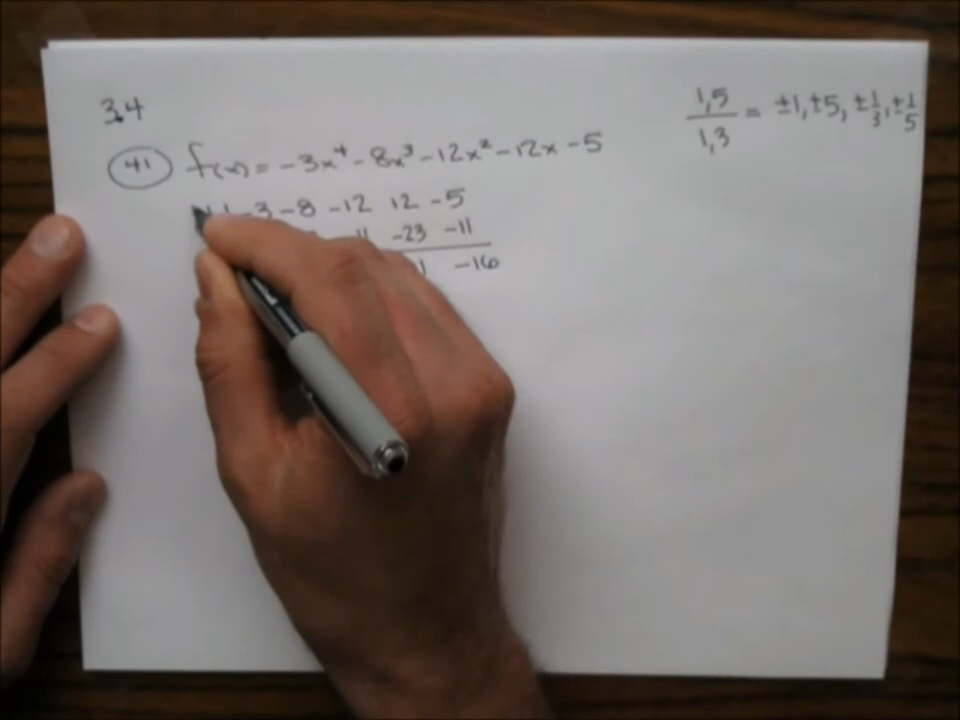 3.4
1,5 / 1,3 = ±1, ±5, ±1/3, ±1/5
41 f(x) = -3x⁴ - 8x³ - 12x² - 12x - 5
1 -3 -8 -12 12 -5
-11 -23 -11
-16